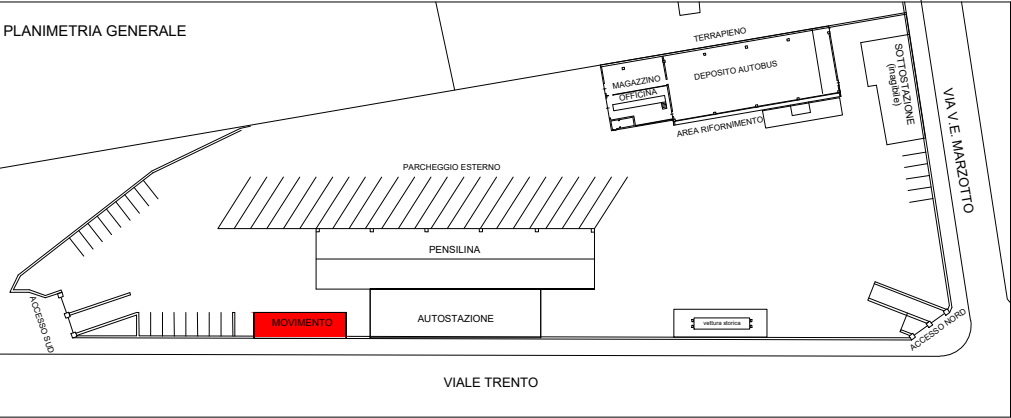 PLANIMETRIA GENERALE
TERRAPIENO
MAGAZZINO
DEPOSITO AUTOBUS
OFFICINA
AREA RIFORNIMENTO
SOTTOSTAZIONE
(inagibile)
VIA V.E. MARZOTTO
PARCHEGGIO ESTERNO
PENSILINA
ACCESSO SUD
MOVIMENTO
AUTOSTAZIONE
vettura storica
ACCESSO NORD
VIALE TRENTO